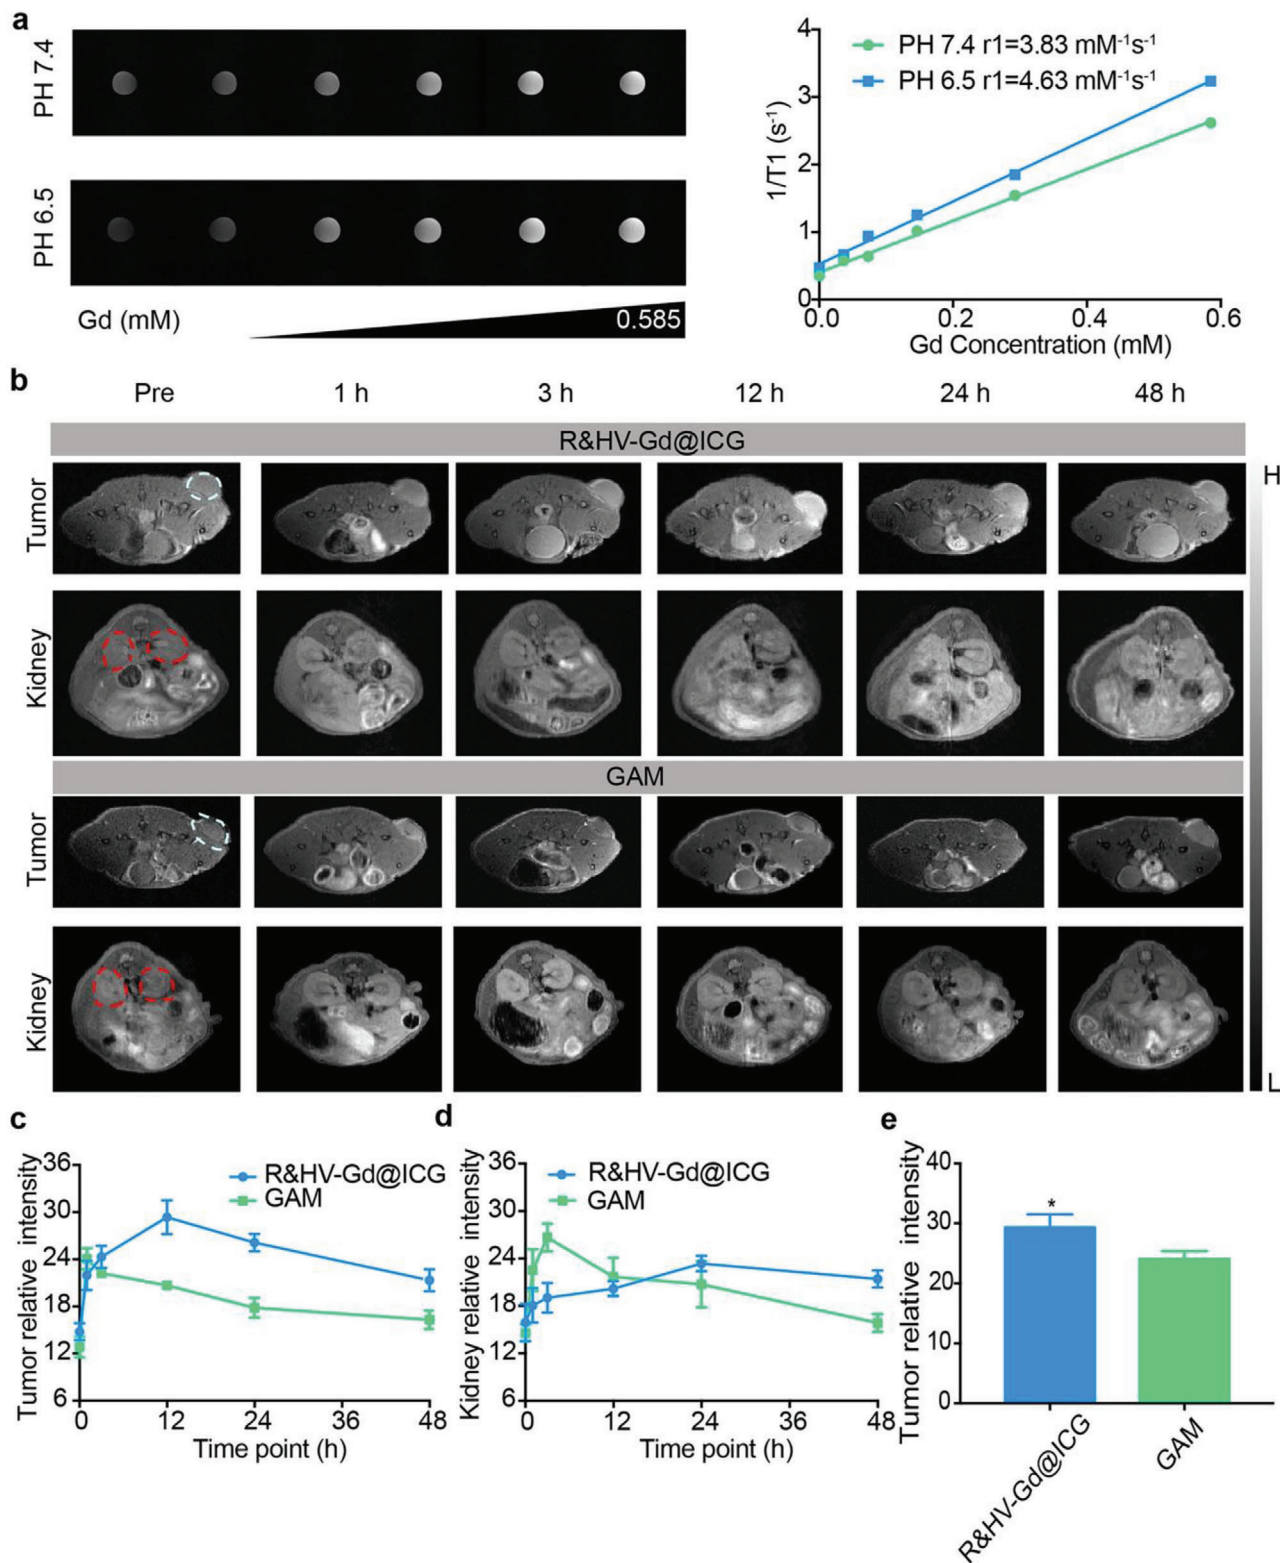 a
PH 7.4
PH 6.5
Gd (mM)
0.585
4
3
2
1
0
1/T1 (s⁻¹)
PH 7.4 r1=3.83 mM⁻¹s⁻¹
PH 6.5 r1=4.63 mM⁻¹s⁻¹
0.0 0.2 0.4 0.6
Gd Concentration (mM)
b
Pre 1 h 3 h 12 h 24 h 48 h
R&HV-Gd@ICG
H
Tumor
Kidney
GAM
Tumor
Kidney
L
c
Tumor relative intensity
36
30
24
18
12
6
R&HV-Gd@ICG
GAM
0 12 24 36 48
Time point (h)
d
Kidney relative intensity
36
30
24
18
12
6
R&HV-Gd@ICG
GAM
0 12 24 36 48
Time point (h)
e
Tumor relative intensity
40
30
20
10
0
*
R&HV-Gd@ICG
GAM